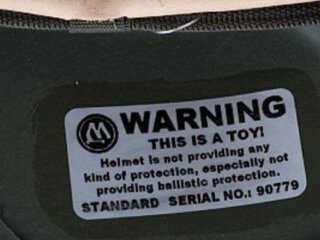 WARNING
THIS IS A TOY!
Helmet is not providing any
kind of protection, especially not
providing ballistic protection.
STANDARD SERIAL NO.: 90779